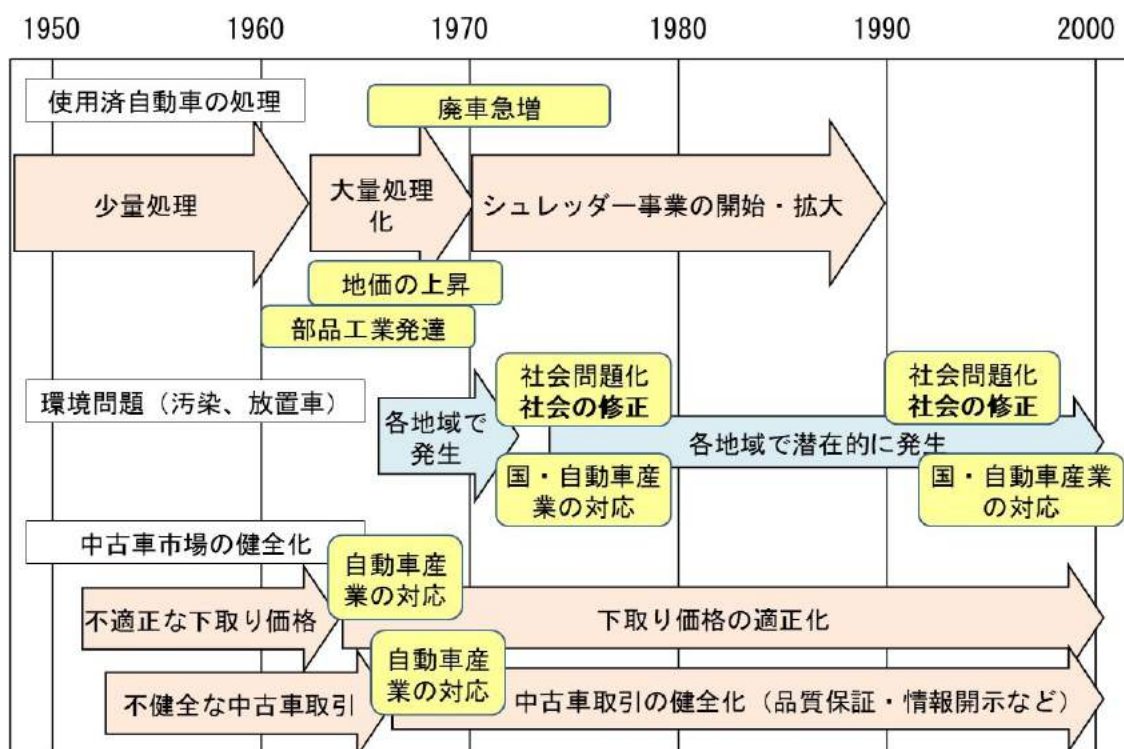 1950 1960 1970 1980 1990 2000
使用済自動車の処理
廃車急増
少量処理
大量処理
化
シュレッダー事業の開始・拡大
地価の上昇
部品工業発達
環境問題（汚染、放置車）
各地域で
発生
社会問題化
社会の修正
国・自動車産
業の対応
各地域で潜在的に発生
社会問題化
社会の修正
国・自動車産業
の対応
中古車市場の健全化
自動車産
業の対応
不適正な下取り価格
下取り価格の適正化
自動車産
業の対応
不健全な中古車取引
中古車取引の健全化（品質保証・情報開示など）